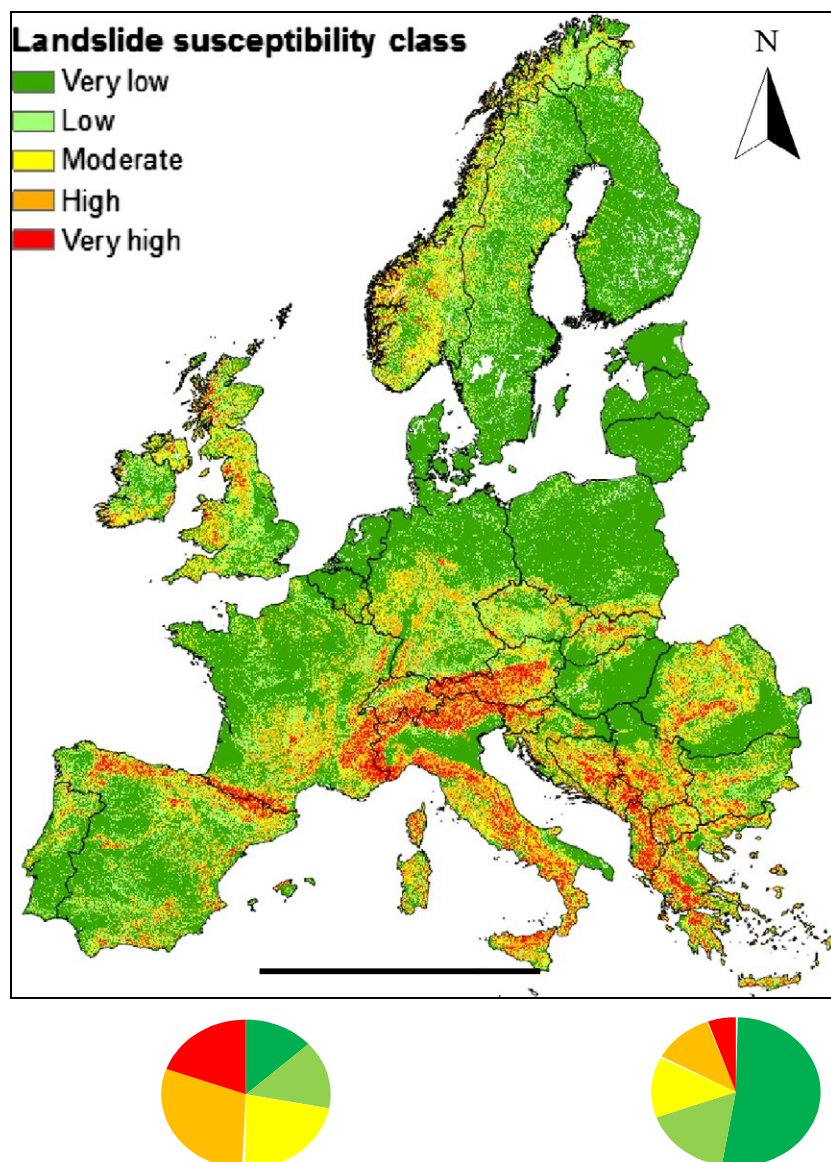 Landslide susceptibility class
N
Very low
Low
Moderate
High
Very high